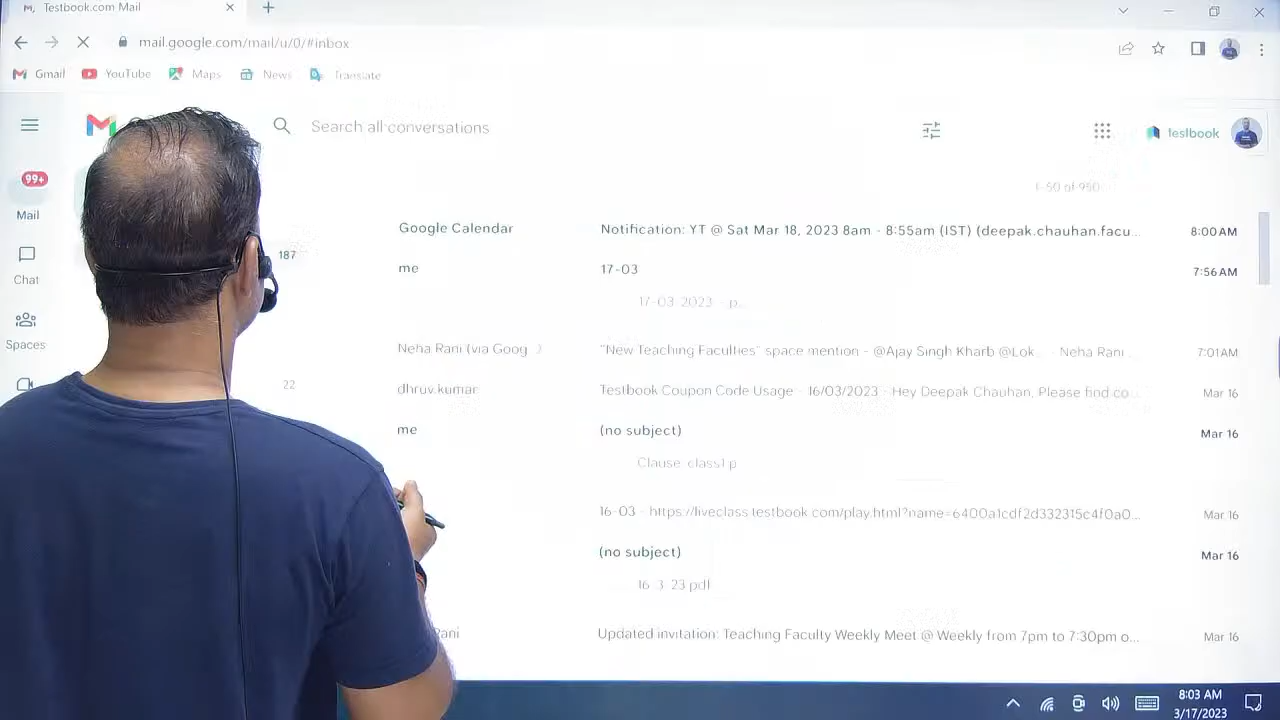 Testbook.com Mail
mail.google.com/mail/u/0/#inbox
Gmail YouTube Maps News Translate
Search all conversations
testbook
99+
Mail
1-50 of 950
Google Calendar Notification: YT @ Sat Mar 18, 2023 8am - 8:55am (IST) (deepak.chauhan.facu... 8:00 AM
187
me 17-03 7:56 AM
Chat
17-03-2023
Spaces
Neha Rani (via Goog "New Teaching Faculties" space mention - @Ajay Singh Kharb @Lok... - Neha Rani ... 7:01 AM
22
dhruv.kumar Testbook Coupon Code Usage - 16/03/2023 - Hey Deepak Chauhan, Please find co... Mar 16
me (no subject) Mar 16
Clause class1 p
16-03 - https://liveclass.testbook.com/play.html?name=6400a1cdf2d332315c4f0a0... Mar 16
(no subject) Mar 16
16 3 23 pdf
Rani Updated invitation: Teaching Faculty Weekly Meet @ Weekly from 7pm to 7:30pm o... Mar 16
8:03 AM
3/17/2023